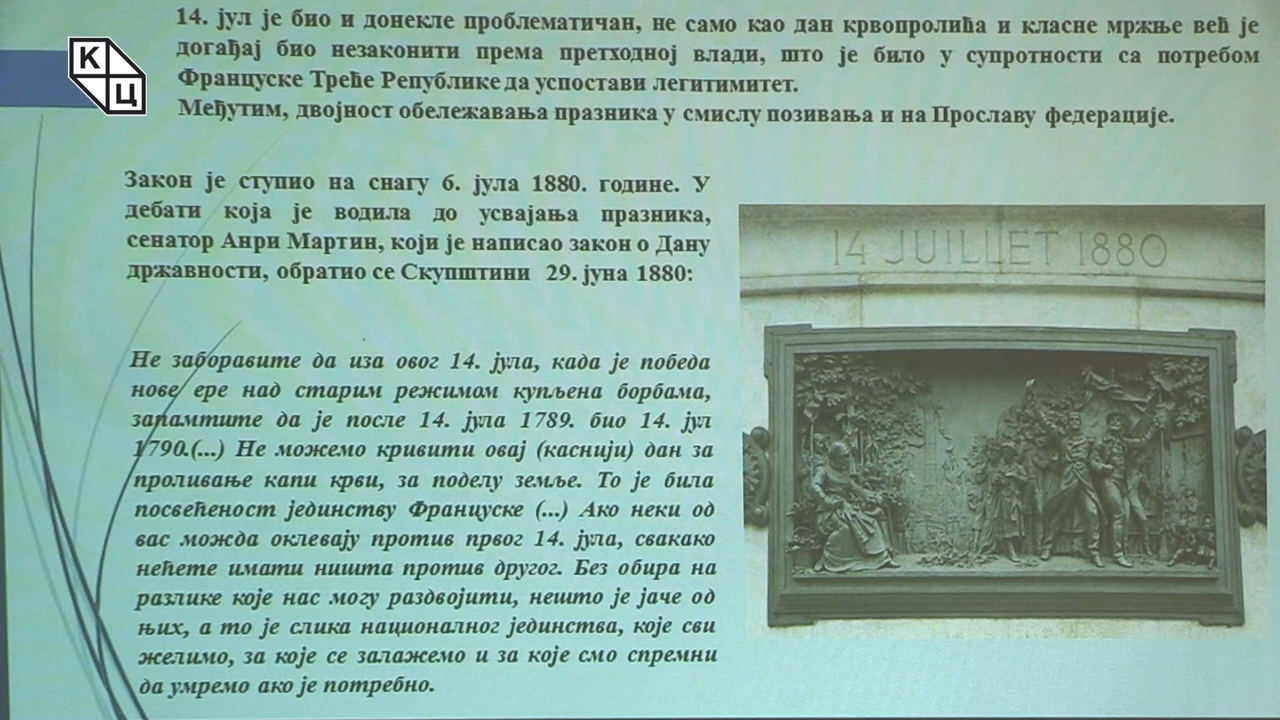 14. јул је био и донекле проблематичан, не само као дан крвопролића и класне мржње већ је
догађај био незаконити према претходној влади, што је било у супротности са потребом
Француске Треће Републике да успостави легитимитет.
Међутим, двојност обележавања празника у смислу позивања и на Прославу федерације.
КЦ
Закон је ступио на снагу 6. јула 1880. године. У
дебати која је водила до усвајања празника,
сенатор Анри Мартин, који је написао закон о Дану
државности, обратио се Скупштини 29. јуна 1880:
14 JUILLET 1880
Не заборавите да иза овог 14. јула, када је победа
нове ере над старим режимом купљена борбама,
запамтите да је после 14. јула 1789. био 14. јул
1790.(...) Не можемо кривити овај (каснији) дан за
проливање капи крви, за поделу земље. То је била
посвећеност јединству Француске (...) Ако неки од
вас можда оклевају против првог 14. јула, свакако
нећете имати ништа против другог. Без обира на
разлике које нас могу раздвојити, нешто је јаче од
њих, а то је слика националног јединства, које сви
желимо, за које се залажемо и за које смо спремни
да умремо ако је потребно.